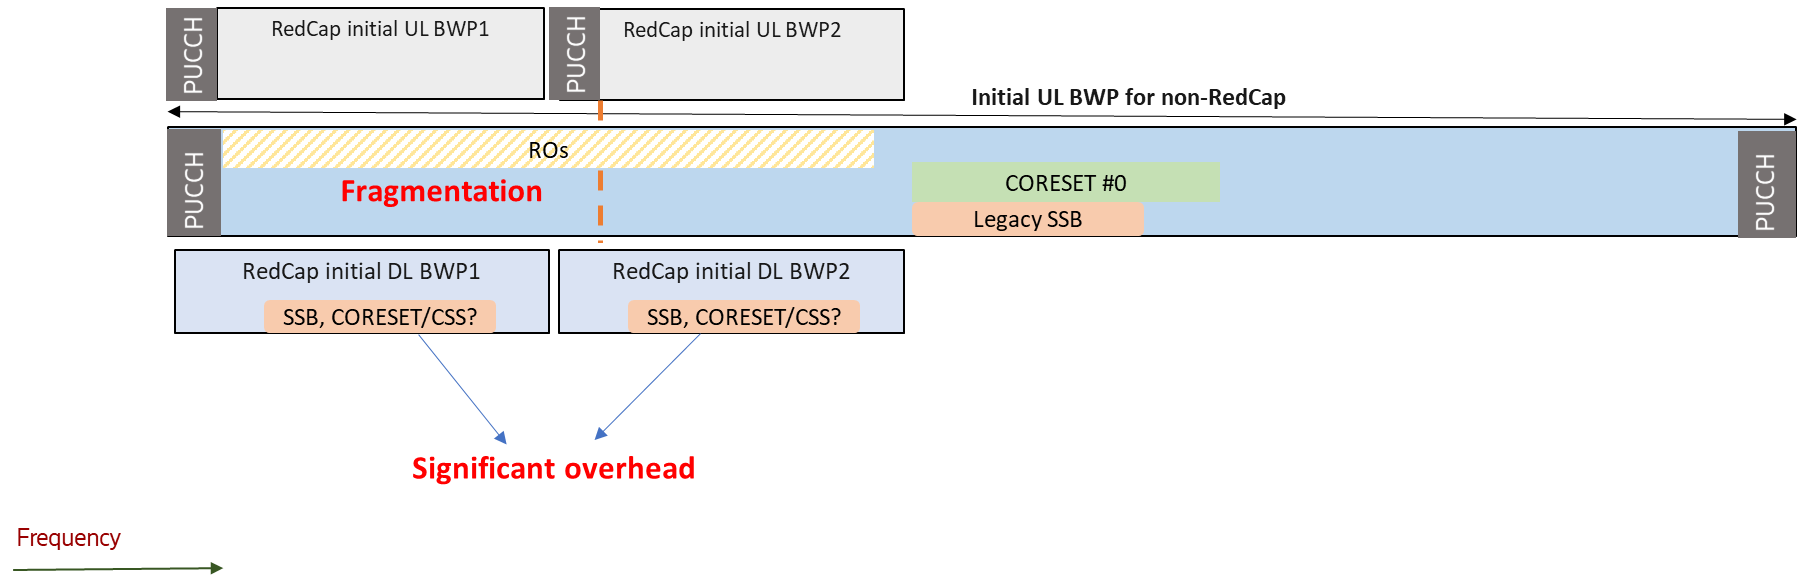 PUCCH
RedCap initial UL BWP1
PUCCH
RedCap initial UL BWP2
Initial UL BWP for non-RedCap
PUCCH
ROs
Fragmentation
CORESET #0
Legacy SSB
PUCCH
RedCap initial DL BWP1
SSB, CORESET/CSS?
RedCap initial DL BWP2
SSB, CORESET/CSS?
Significant overhead
Frequency